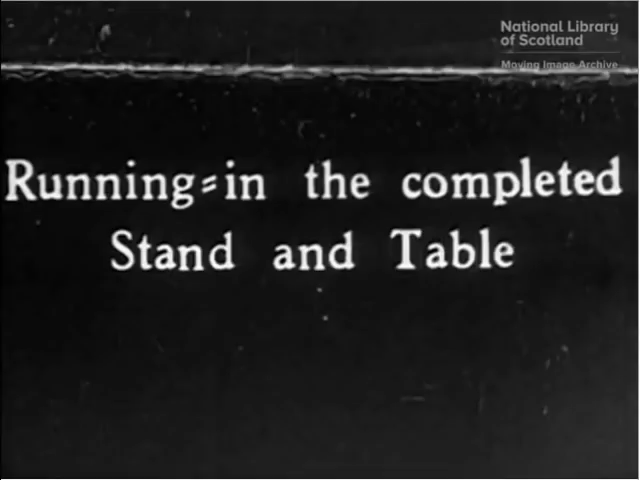 National Library
of Scotland
Moving Image Archive
Running-in the completed
Stand and Table